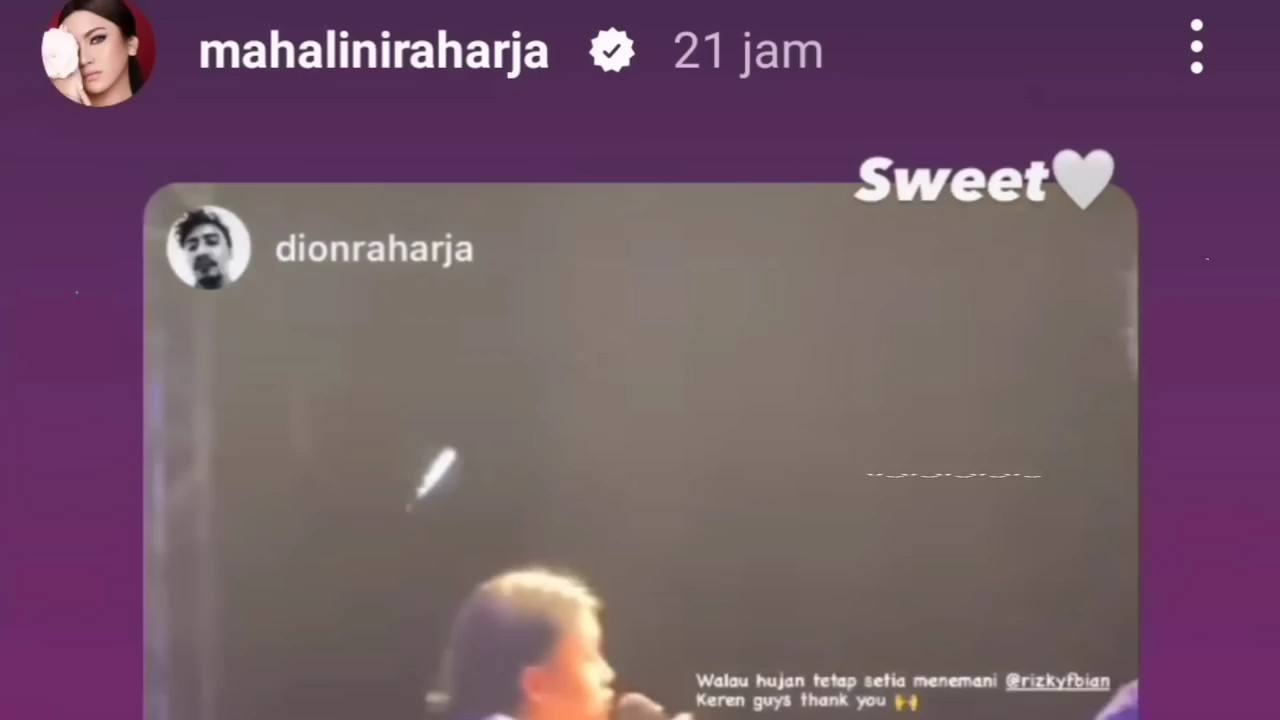 mahaliniraharja 21 jam
Sweet🤍
dionraharja
Walau hujan tetap setia menemani @rizkyfbian
Keren guys thank you 🙌